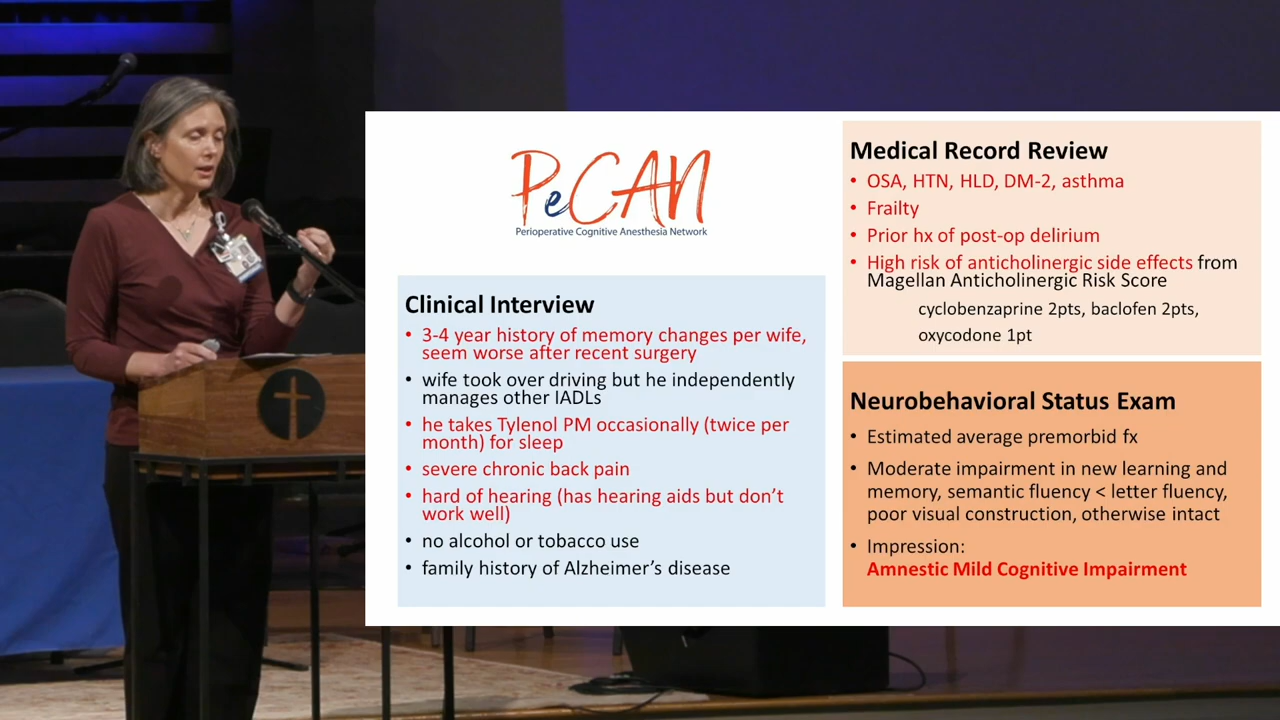 PeCAN
Perioperative Cognitive Anesthesia Network
Clinical Interview
• 3-4 year history of memory changes per wife,
seem worse after recent surgery
• wife took over driving but he independently
manages other IADLs
• he takes Tylenol PM occasionally (twice per
month) for sleep
• severe chronic back pain
• hard of hearing (has hearing aids but don't
work well)
• no alcohol or tobacco use
• family history of Alzheimer's disease
Medical Record Review
• OSA, HTN, HLD, DM-2, asthma
• Frailty
• Prior hx of post-op delirium
• High risk of anticholinergic side effects from
Magellan Anticholinergic Risk Score
cyclobenzaprine 2pts, baclofen 2pts,
oxycodone 1pt
Neurobehavioral Status Exam
• Estimated average premorbid fx
• Moderate impairment in new learning and
memory, semantic fluency < letter fluency,
poor visual construction, otherwise intact
• Impression:
Amnestic Mild Cognitive Impairment